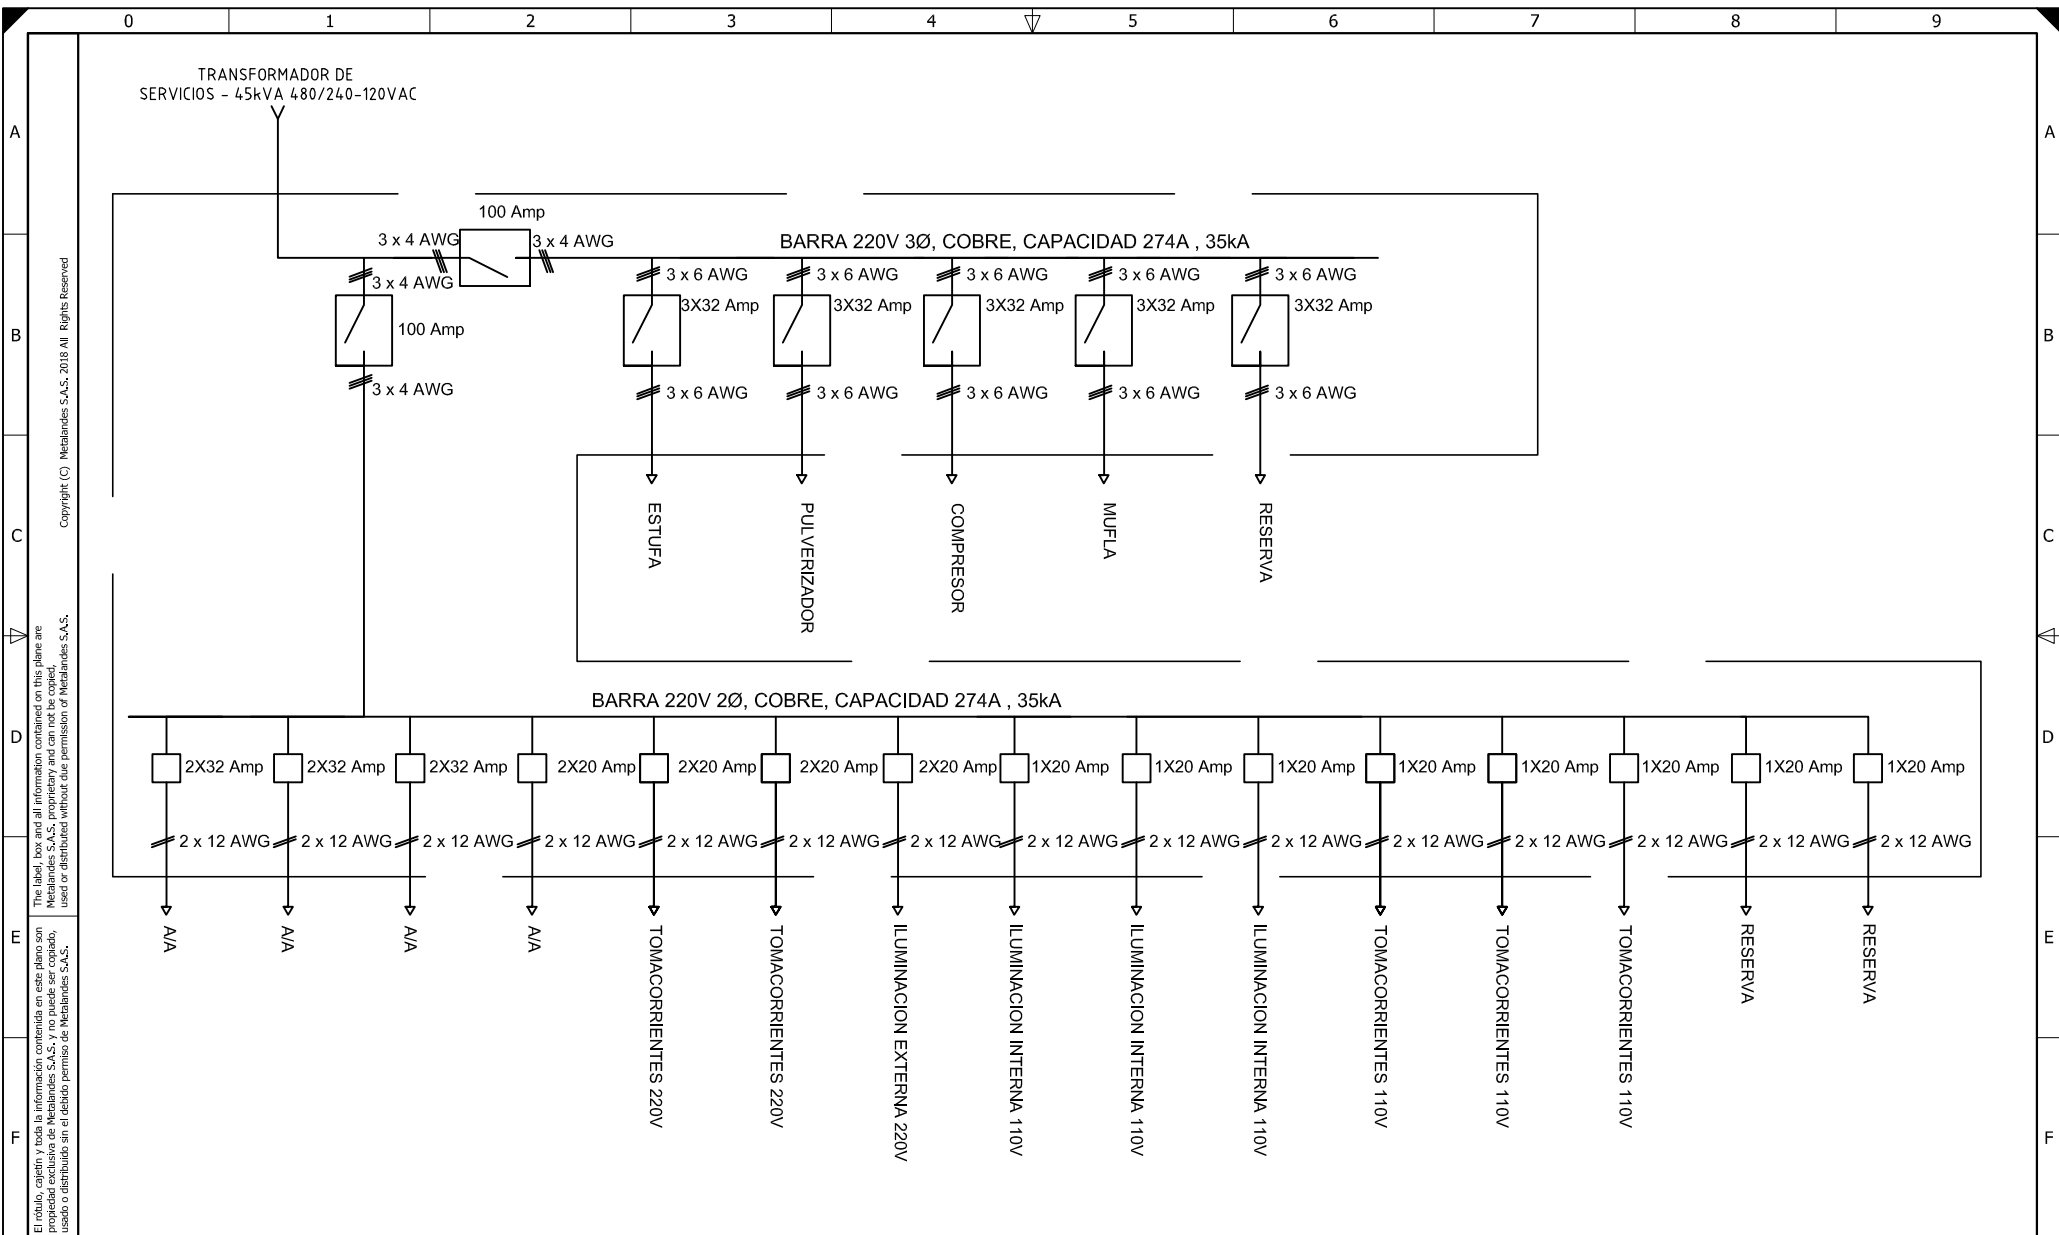 0 1 2 3 4 5 6 7 8 9
TRANSFORMADOR DE
SERVICIOS - 45kVA 480/240-120VAC
A A
100 Amp
3 x 4 AWG 3 x 4 AWG
BARRA 220V 3Ø, COBRE, CAPACIDAD 274A , 35kA
3 x 4 AWG 3 x 6 AWG 3 x 6 AWG 3 x 6 AWG 3 x 6 AWG 3 x 6 AWG
100 Amp 3X32 Amp 3X32 Amp 3X32 Amp 3X32 Amp 3X32 Amp
B B
3 x 4 AWG 3 x 6 AWG 3 x 6 AWG 3 x 6 AWG 3 x 6 AWG 3 x 6 AWG
C C
ESTUFA
PULVERIZADOR
COMPRESOR
MUFLA
RESERVA
BARRA 220V 2Ø, COBRE, CAPACIDAD 274A , 35kA
D D
2X32 Amp 2X32 Amp 2X32 Amp 2X20 Amp 2X20 Amp 2X20 Amp 2X20 Amp 1X20 Amp 1X20 Amp 1X20 Amp 1X20 Amp 1X20 Amp 1X20 Amp 1X20 Amp 1X20 Amp
2 x 12 AWG 2 x 12 AWG 2 x 12 AWG 2 x 12 AWG 2 x 12 AWG 2 x 12 AWG 2 x 12 AWG 2 x 12 AWG 2 x 12 AWG 2 x 12 AWG 2 x 12 AWG 2 x 12 AWG 2 x 12 AWG 2 x 12 AWG 2 x 12 AWG
E E
A/A
A/A
A/A
A/A
TOMACORRIENTES 220V
TOMACORRIENTES 220V
ILUMINACION EXTERNA 220V
ILUMINACION INTERNA 110V
ILUMINACION INTERNA 110V
ILUMINACION INTERNA 110V
TOMACORRIENTES 110V
TOMACORRIENTES 110V
TOMACORRIENTES 110V
RESERVA
RESERVA
F F
Copyright (C) Metalandes S.A.S. 2018 All Rights Reserved
The label, box and all information contained on this plane are
Metalandes S.A.S. proprietary and can not be copied,
used or distributed without due permission of Metalandes S.A.S.
El rótulo, cajetín y toda la información contenida en este plano son
propiedad exclusiva de Metalandes S.A.S. y no puede ser copiado,
usado o distribuido sin el debido permiso de Metalandes S.A.S.